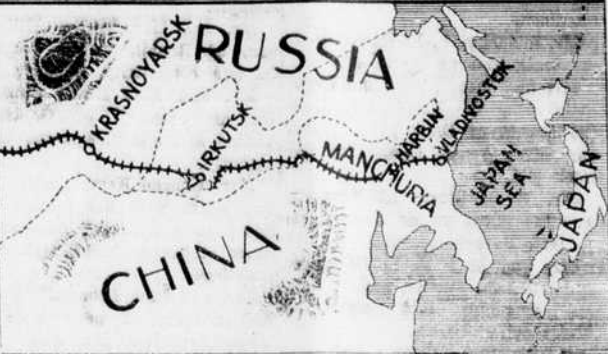 RUSSIA
KRASNOYARSK
IRKUTSK
MANCHURIA
HARBIN
VLADIVOSTOK
JAPAN
SEA
JAPAN
CHINA